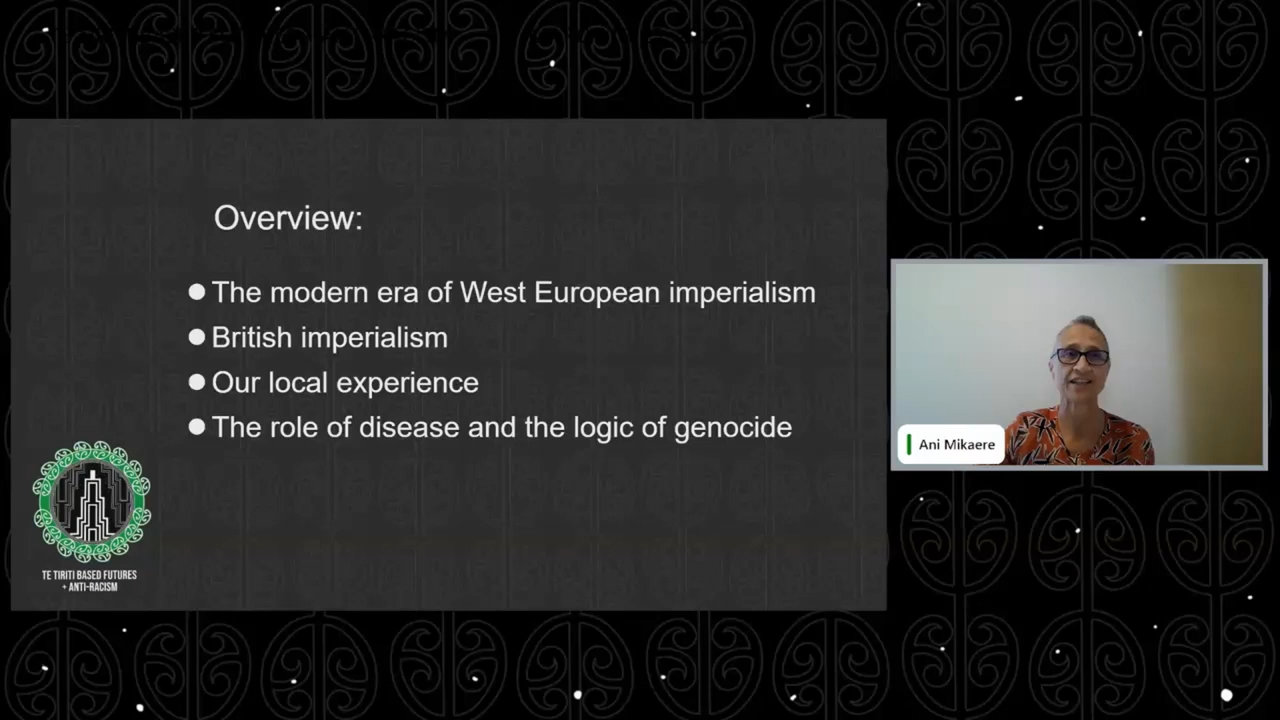 Overview:
The modern era of West European imperialism
British imperialism
Our local experience
The role of disease and the logic of genocide
Ani Mikaere
TE TIRITI BASED FUTURES
+ ANTI-RACISM